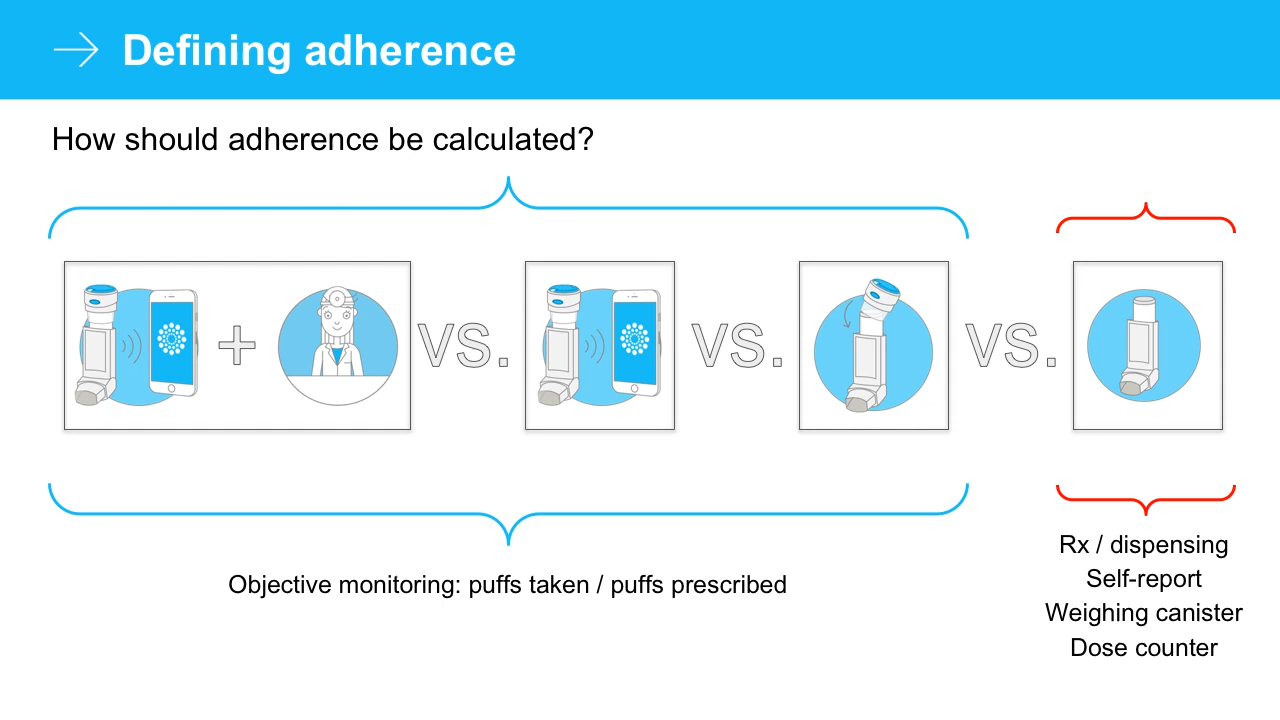 Defining adherence
How should adherence be calculated?
+ VS. VS. VS.
Objective monitoring: puffs taken / puffs prescribed
Rx / dispensing
Self-report
Weighing canister
Dose counter